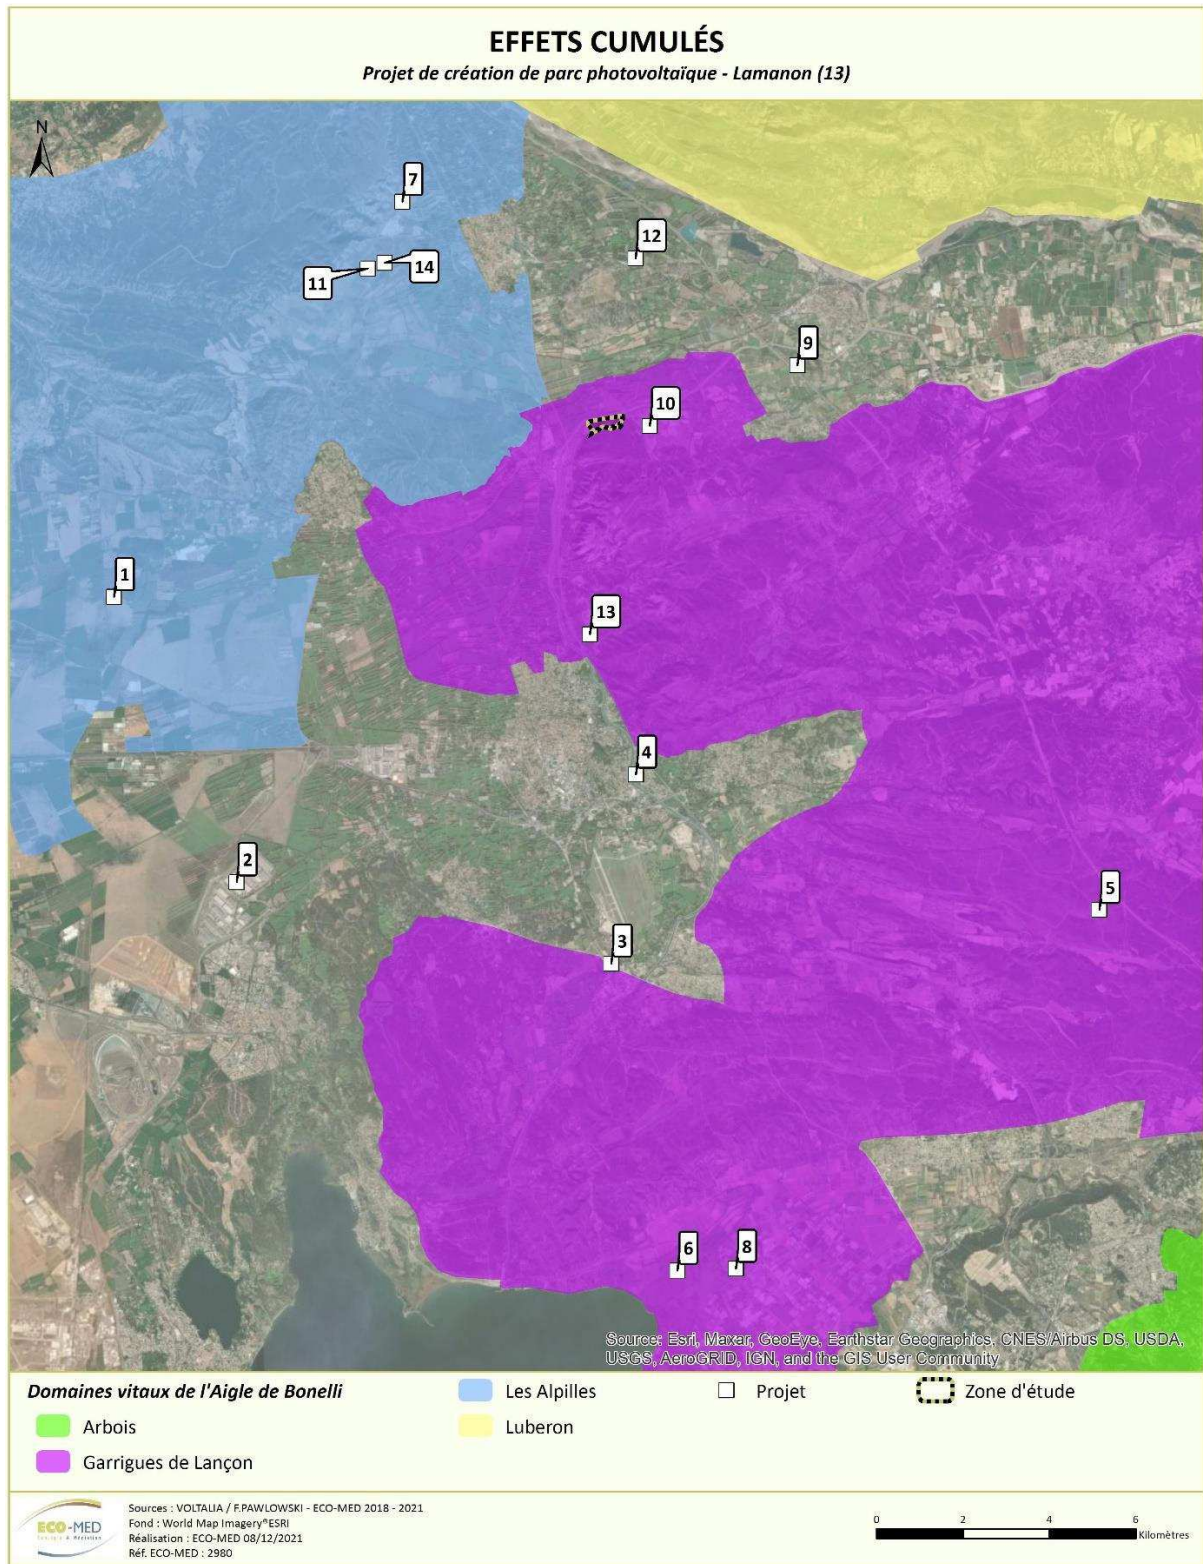 EFFETS CUMULÉS
Projet de création de parc photovoltaïque - Lamanon (13)
N
7
12
11
14
9
10
1
13
4
2
5
3
6
8
Source: Esri, Maxar, GeoEye, Earthstar Geographics, CNES/Airbus DS, USDA,
USGS, AeroGRID, IGN, and the GIS User Community
Domaines vitaux de l'Aigle de Bonelli
Les Alpilles
Projet
Zone d'étude
Arbois
Luberon
Garrigues de Lançon
ECO-MED
Sources : VOLTALIA / F.PAWLOWSKI - ECO-MED 2018 - 2021
Fond : World Map Imagery®ESRI
Réalisation : ECO-MED 08/12/2021
Réf. ECO-MED : 2980
0 2 4 6
Kilomètres